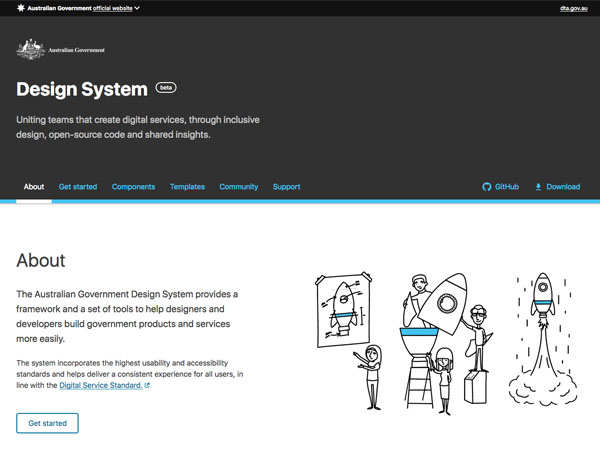 Australian Government official website
dta.gov.au
Australian Government
Design System beta
Uniting teams that create digital services, through inclusive
design, open-source code and shared insights.
About Get started Components Templates Community Support GitHub Download
About
The Australian Government Design System provides a
framework and a set of tools to help designers and
developers build government products and services
more easily.
The system incorporates the highest usability and accessibility
standards and helps deliver a consistent experience for all users, in
line with the Digital Service Standard.
Get started